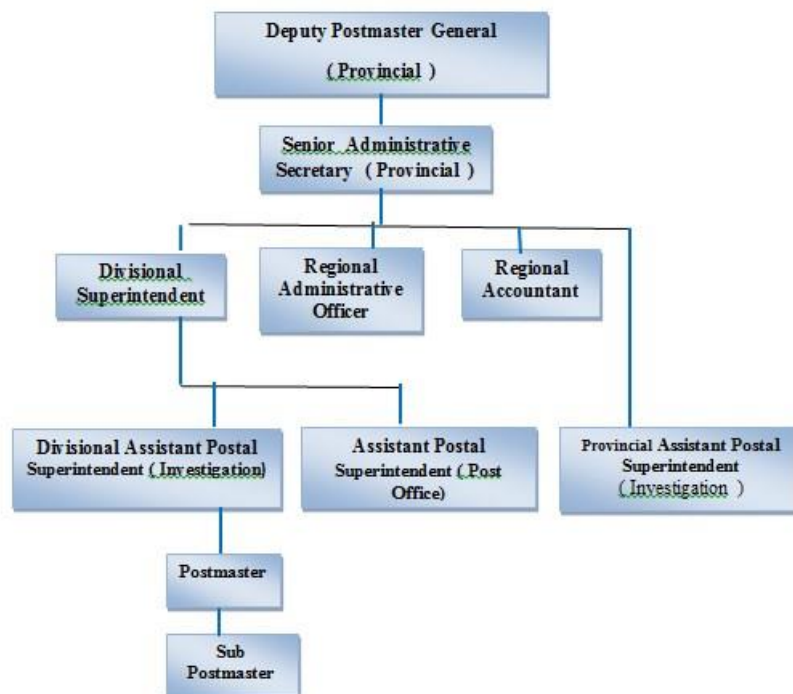 Deputy Postmaster General
( Provincial )
Senior Administrative
Secretary ( Provincial )
Divisional
Superintendent
Regional
Administrative
Officer
Regional
Accountant
Divisional Assistant Postal
Superintendent ( Investigation)
Assistant Postal
Superintendent ( Post
Office)
Provincial Assistant Postal
Superintendent
( Investigation )
Postmaster
Sub
Postmaster